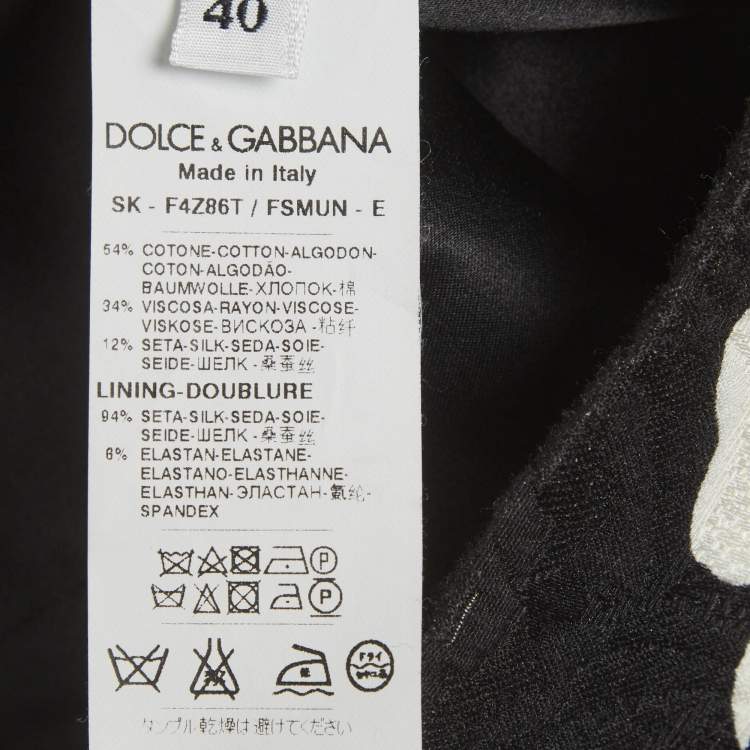 40
DOLCE & GABBANA
Made in Italy
SK - F4Z86T / FSMUN - E
54% COTONE-COTTON-ALGODON-
COTON-ALGODÃO-
BAUMWOLLE-ХЛОПОК-棉
34% VISCOSA-RAYON-VISCOSE-
VISKOSE-ВИСКОЗА-粘纤
12% SETA-SILK-SEDA-SOIE-
SEIDE-ШЕЛК-桑蚕丝
LINING-DOUBLURE
94% SETA-SILK-SEDA-SOIE-
SEIDE-ШЕЛК-桑蚕丝
6% ELASTAN-ELASTANE-
ELASTANO-ELASTHANNE-
ELASTHAN-ЭЛАСТАН-氨纶-
SPANDEX
P
P
ドライ
タンブル乾燥は避けてください